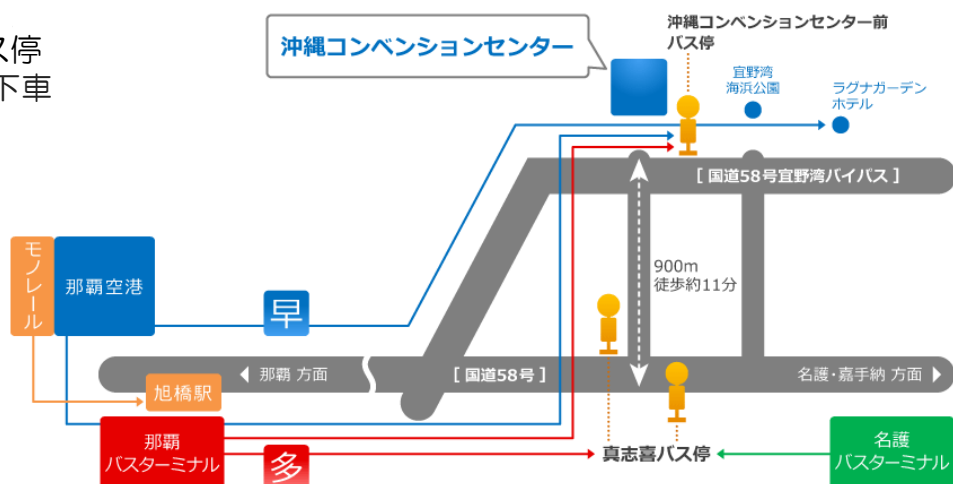 ス停
下車
沖縄コンベンションセンター
沖縄コンベンションセンター前
バス停
宜野湾
海浜公園
ラグナガーデン
ホテル
[ 国道58号宜野湾バイパス ]
モノレール
那覇空港
早
900m
徒歩約11分
那覇 方面
[ 国道58号 ]
名護・嘉手納 方面
旭橋駅
那覇
バスターミナル
多
真志喜バス停
名護
バスターミナル